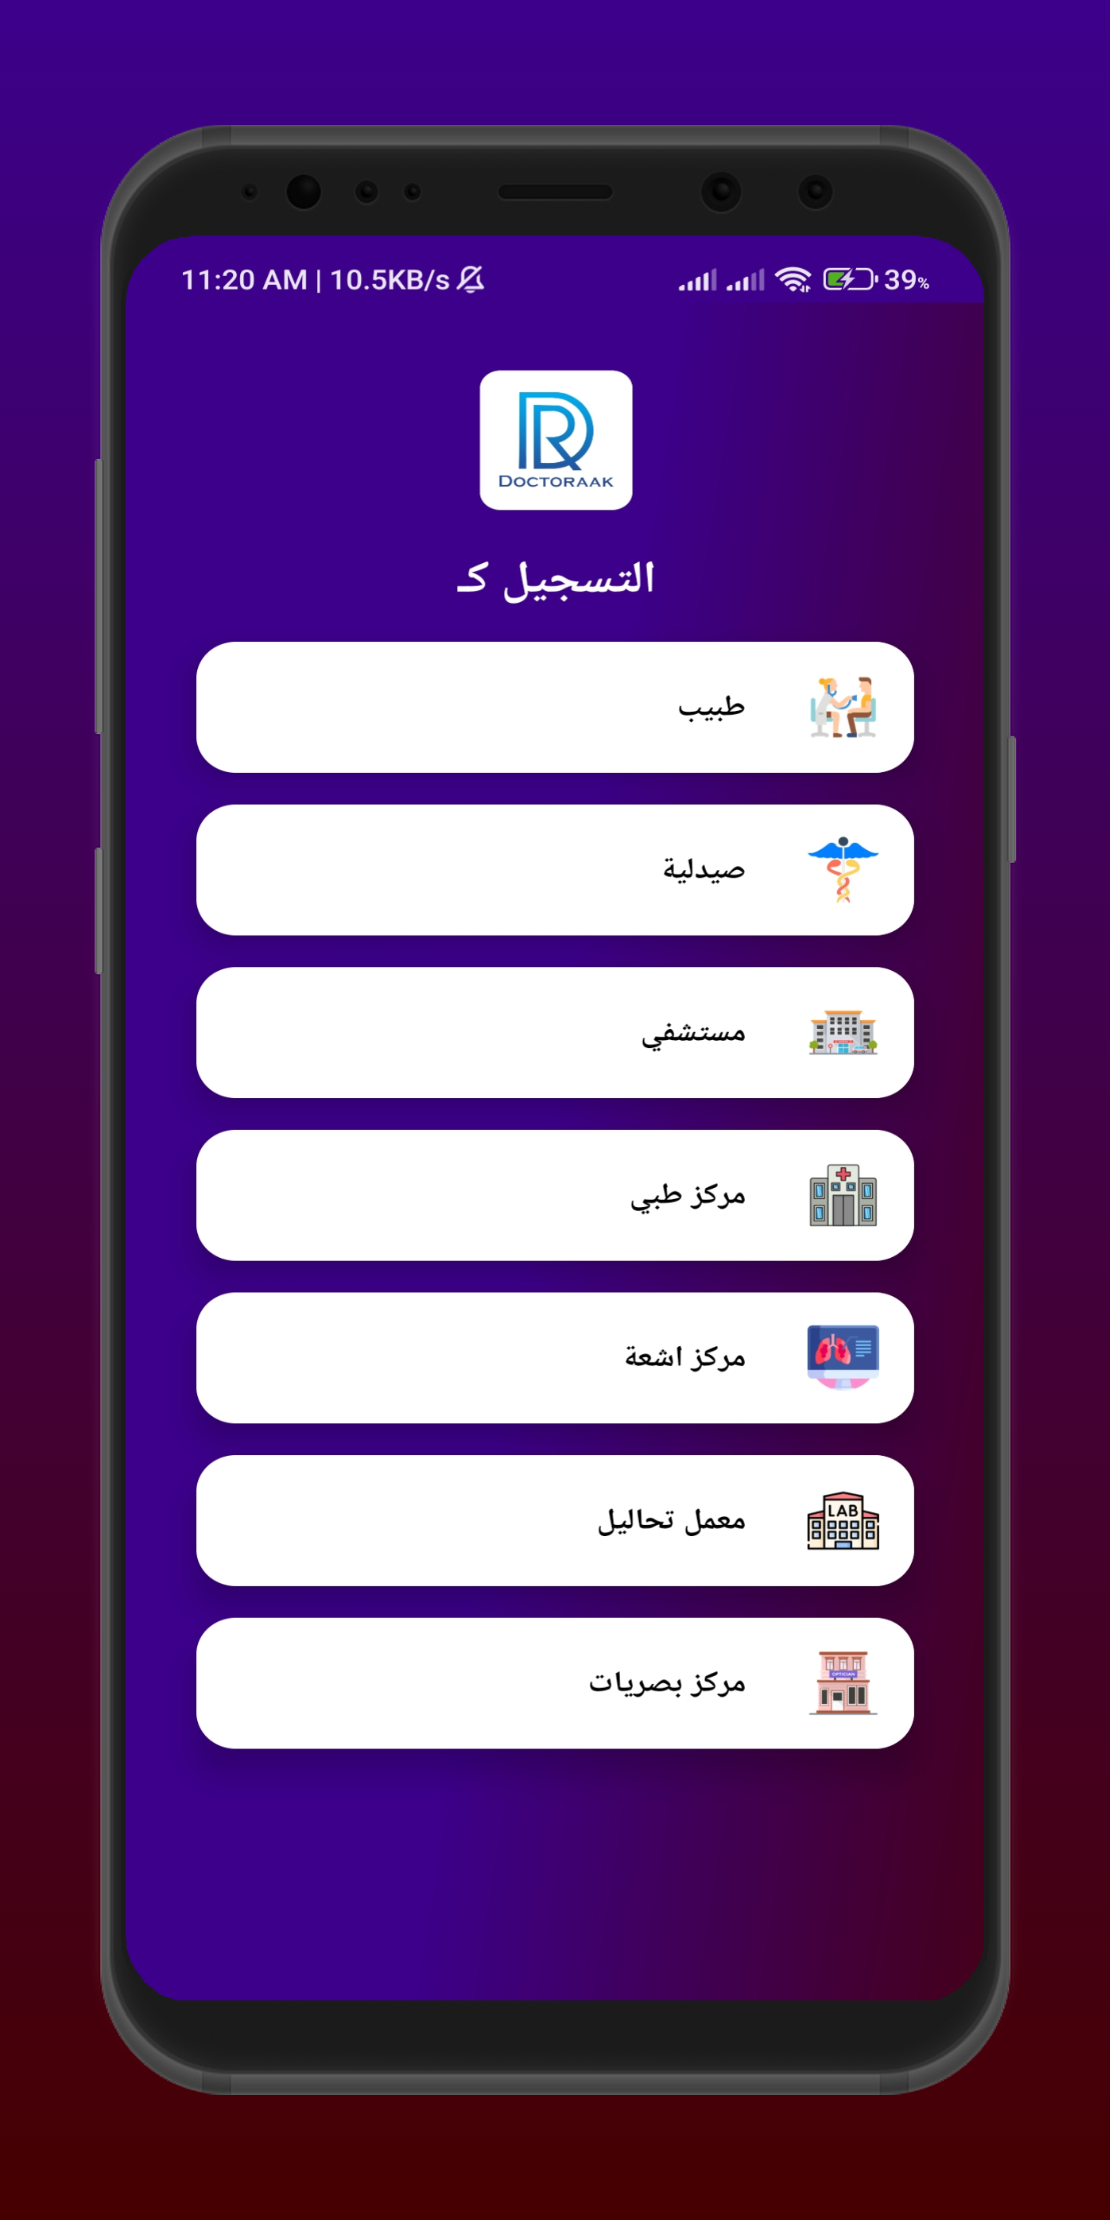 11:20 AM | 10.5KB/s
39%
DOCTORAAK
التسجيل كـ
طبيب
صيدلية
مستشفي
مركز طبي
مركز اشعة
LAB
معمل تحاليل
OPTICIAN
مركز بصريات